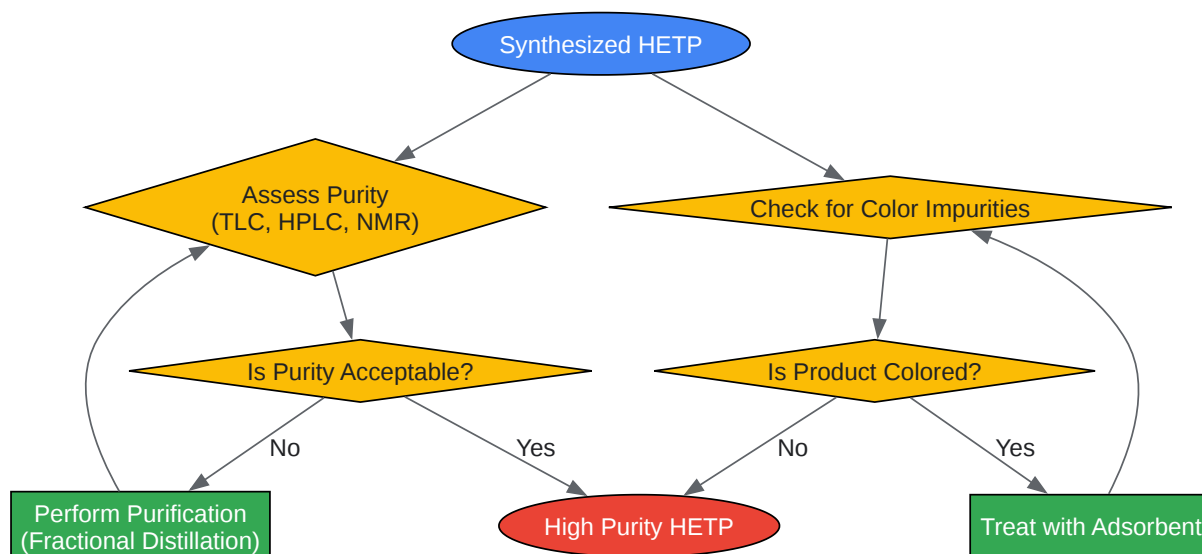 Synthesized HETP
Assess Purity
(TLC, HPLC, NMR)
Check for Color Impurities
Is Purity Acceptable?
Is Product Colored?
No
Yes
No
Yes
Perform Purification
(Fractional Distillation)
High Purity HETP
Treat with Adsorbent